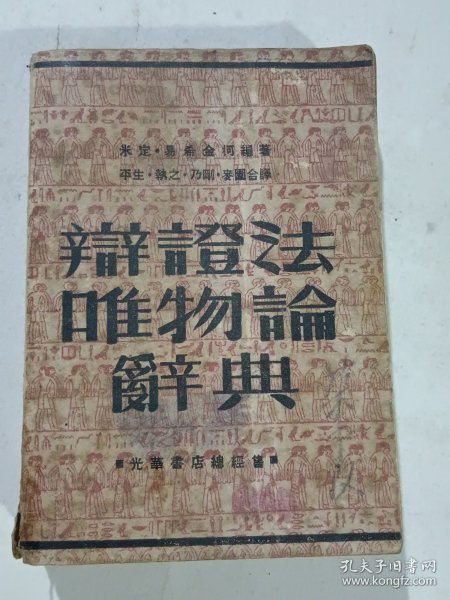 米定·易希金柯編著
平生·執之·乃剛·麥園合譯
辯證法
唯物論
辭典
光華書店總經售
孔夫子旧书网
www.kongfz.com